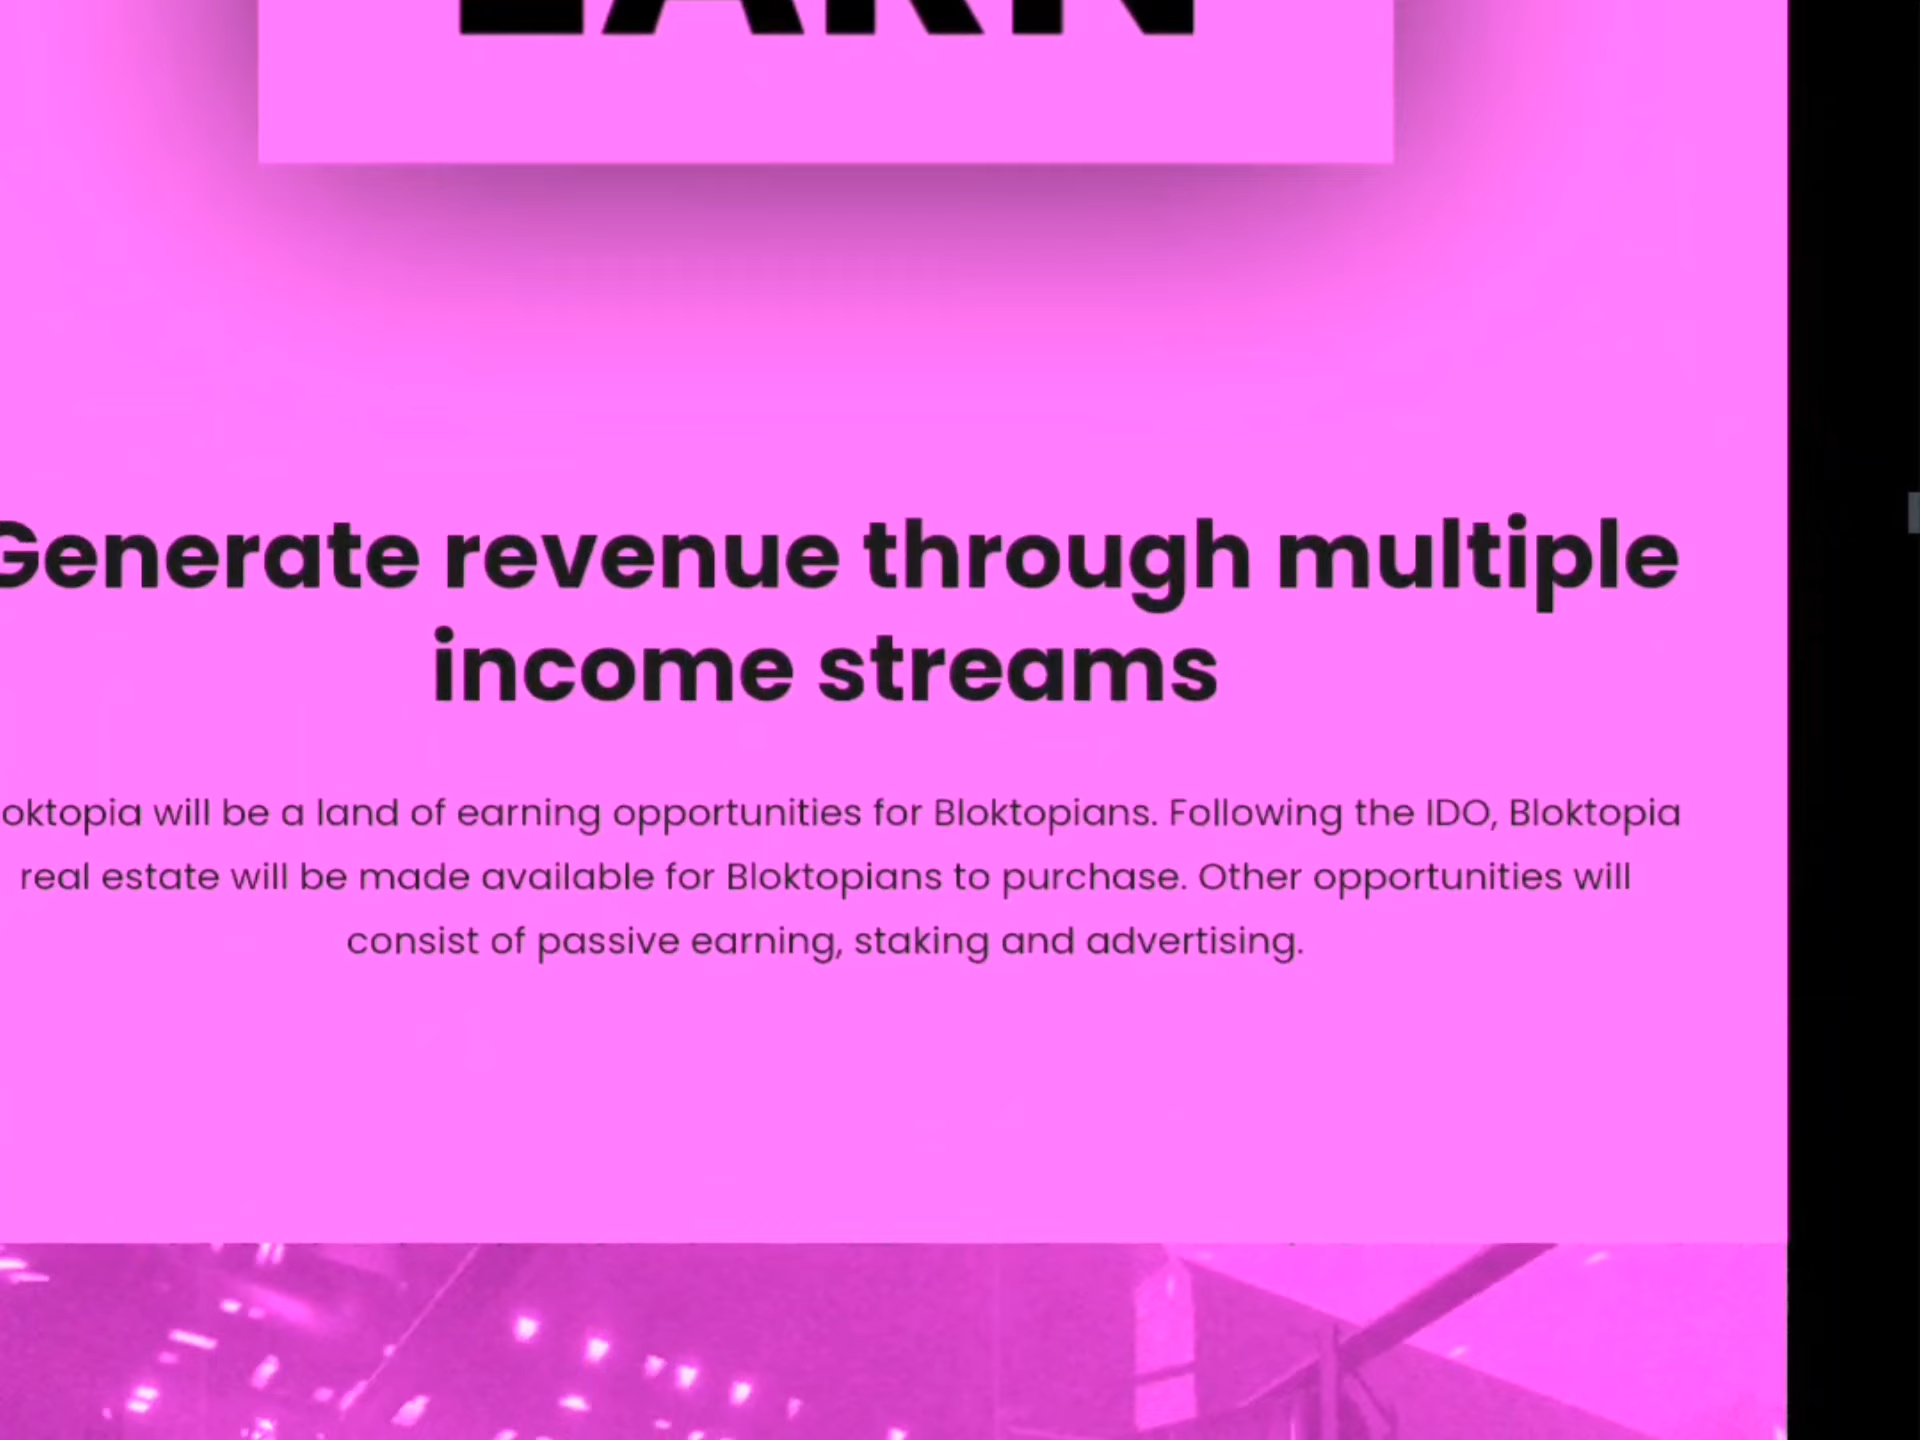 EARN
Generate revenue through multiple
income streams
oktopia will be a land of earning opportunities for Bloktopians. Following the IDO, Bloktopia
real estate will be made available for Bloktopians to purchase. Other opportunities will
consist of passive earning, staking and advertising.